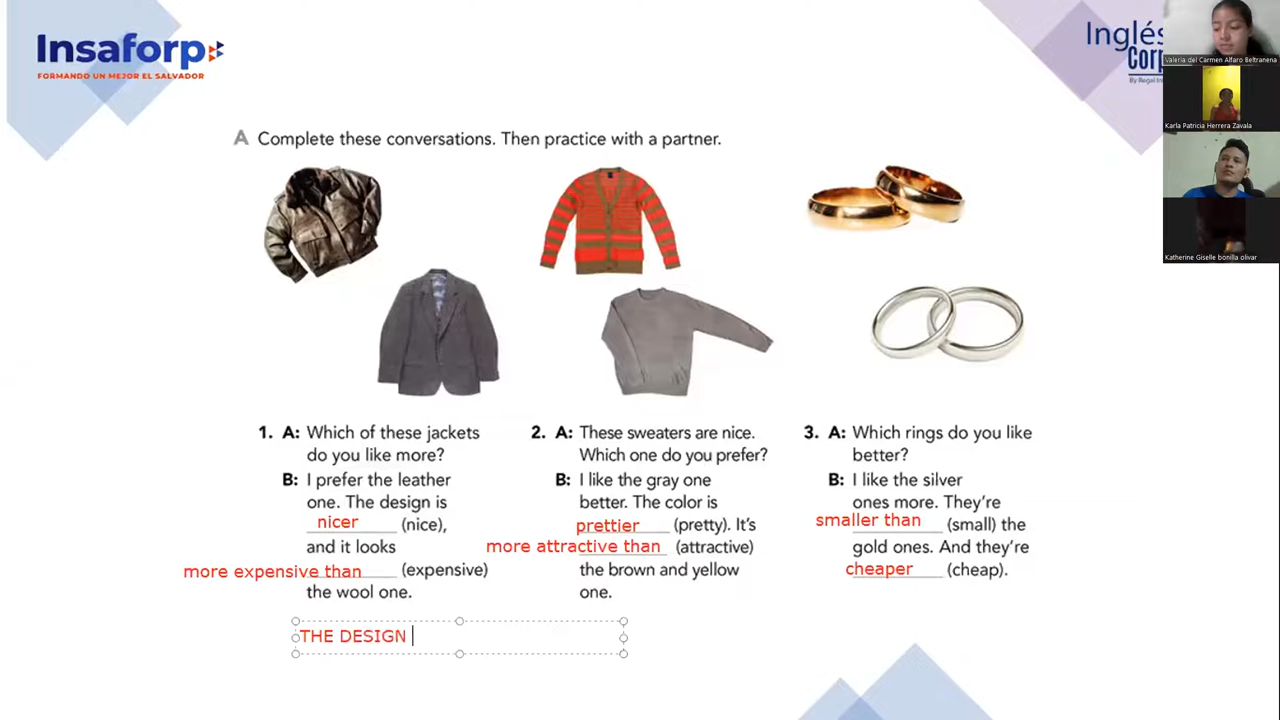 Insaforp
FORMANDO UN MEJOR EL SALVADOR
Inglés
Corp
By Regal In
Valeria del Carmen Alfaro Beltranena
Karla Patricia Herrera Zavala
Katherine Giselle bonilla olivar
A Complete these conversations. Then practice with a partner.
1. A: Which of these jackets
do you like more?
B: I prefer the leather
one. The design is
nicer (nice),
and it looks
more expensive than (expensive)
the wool one.
2. A: These sweaters are nice.
Which one do you prefer?
B: I like the gray one
better. The color is
prettier (pretty). It's
more attractive than (attractive)
the brown and yellow
one.
3. A: Which rings do you like
better?
B: I like the silver
ones more. They're
smaller than (small) the
gold ones. And they're
cheaper (cheap).
THE DESIGN